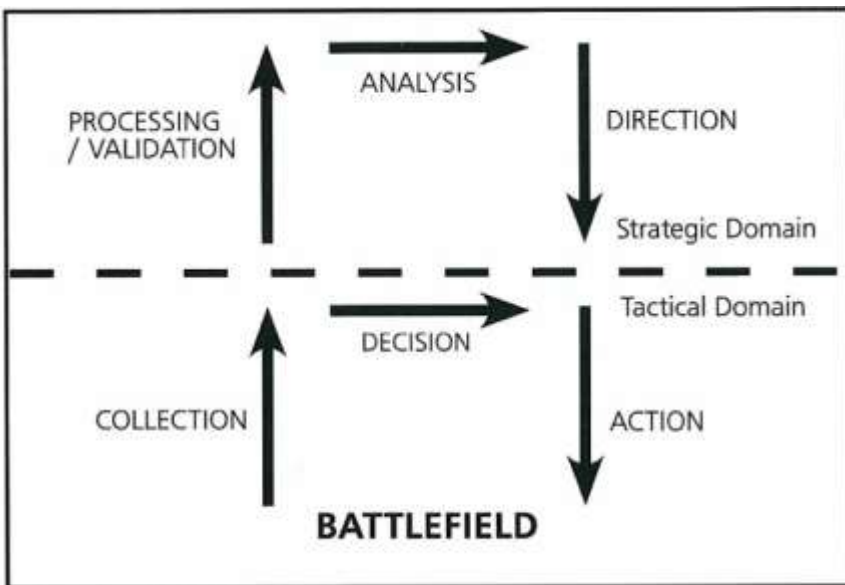 ANALYSIS
PROCESSING
/ VALIDATION
DIRECTION
Strategic Domain
Tactical Domain
DECISION
COLLECTION
ACTION
BATTLEFIELD